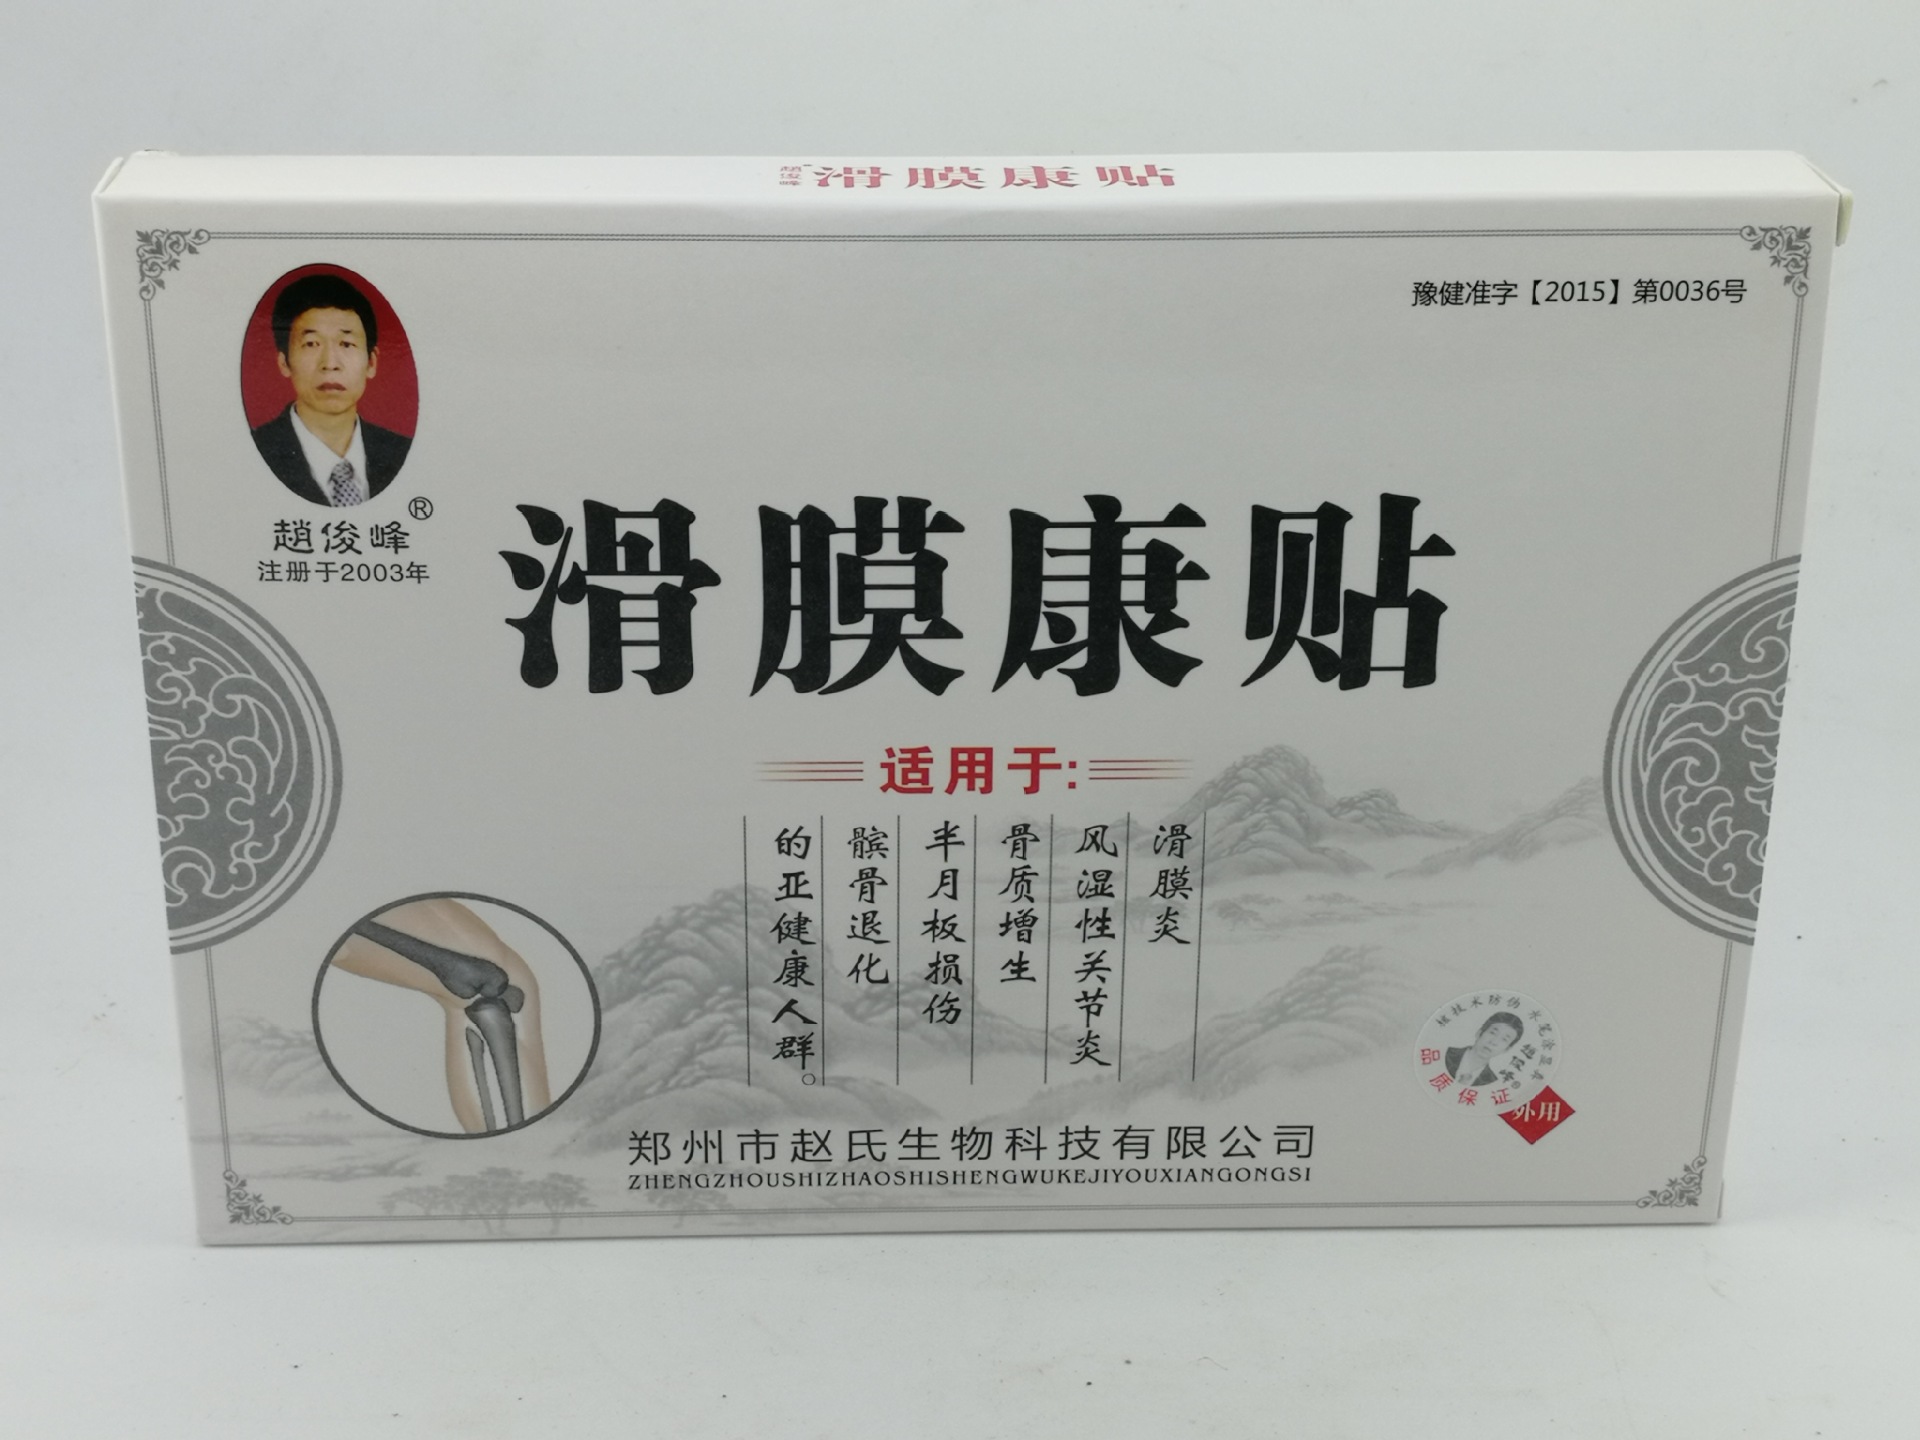 趙俊峰 滑膜康贴
豫健准字【2015】第0036号
趙俊峰®
注册于2003年
滑膜康贴
适用于:
滑膜炎
风湿性关节炎
骨质增生
半月板损伤
髌骨退化
的亚健康人群。
品质保证
趙俊峰®
外用
郑州市赵氏生物科技有限公司
ZHENGZHOUSHIZHAOSHISHENGWUKEJIYOUXIANGONGSI